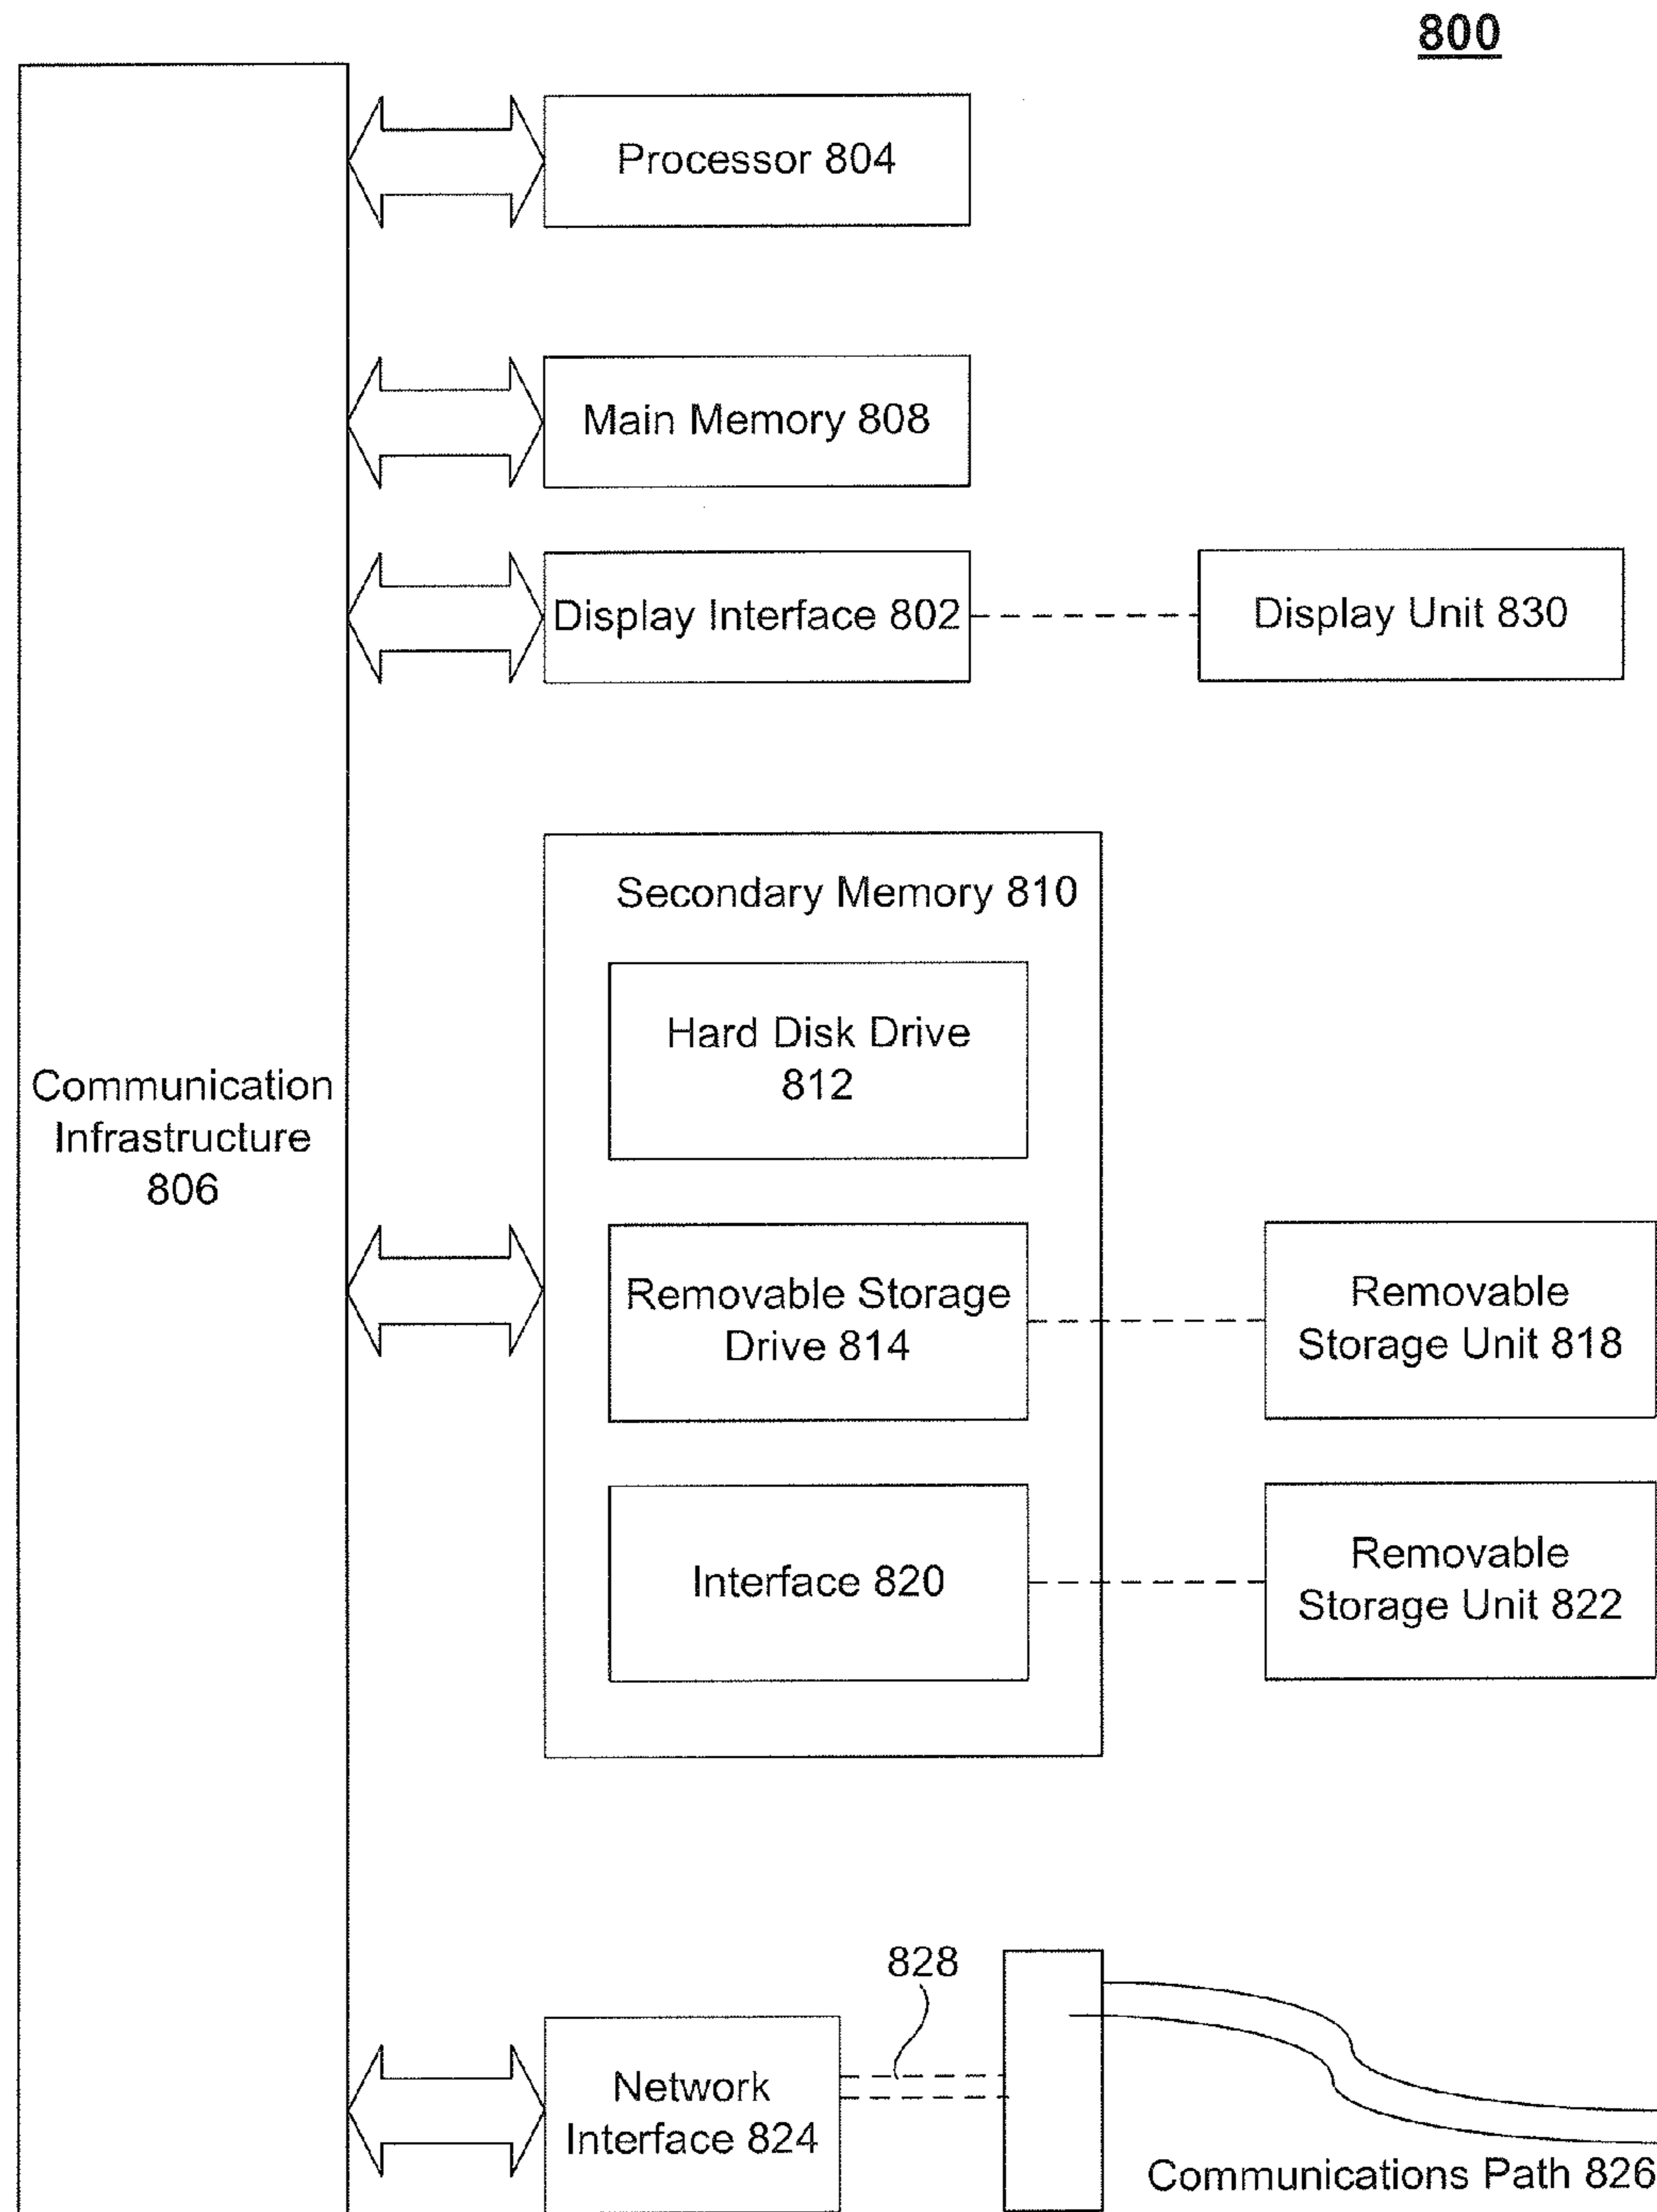 800
Processor 804
Main Memory 808
Display Interface 802
Display Unit 830
Secondary Memory 810
Hard Disk Drive
812
Communication
Infrastructure
806
Removable Storage
Drive 814
Removable
Storage Unit 818
Interface 820
Removable
Storage Unit 822
828
Network
Interface 824
Communications Path 826